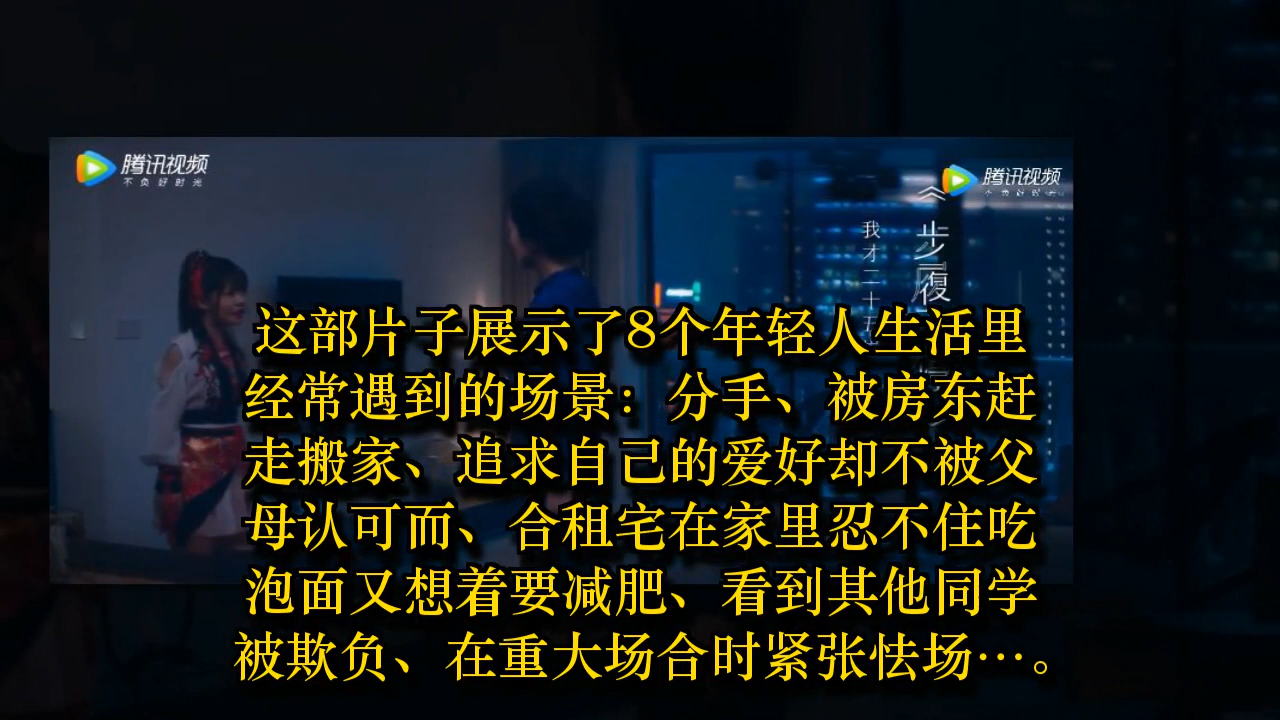 腾讯视频
不负好时光
腾讯视频
步履
我才二十五
这部片子展示了8个年轻人生活里
经常遇到的场景：分手、被房东赶
走搬家、追求自己的爱好却不被父
母认可而、合租宅在家里忍不住吃
泡面又想着要减肥、看到其他同学
被欺负、在重大场合时紧张怯场…。